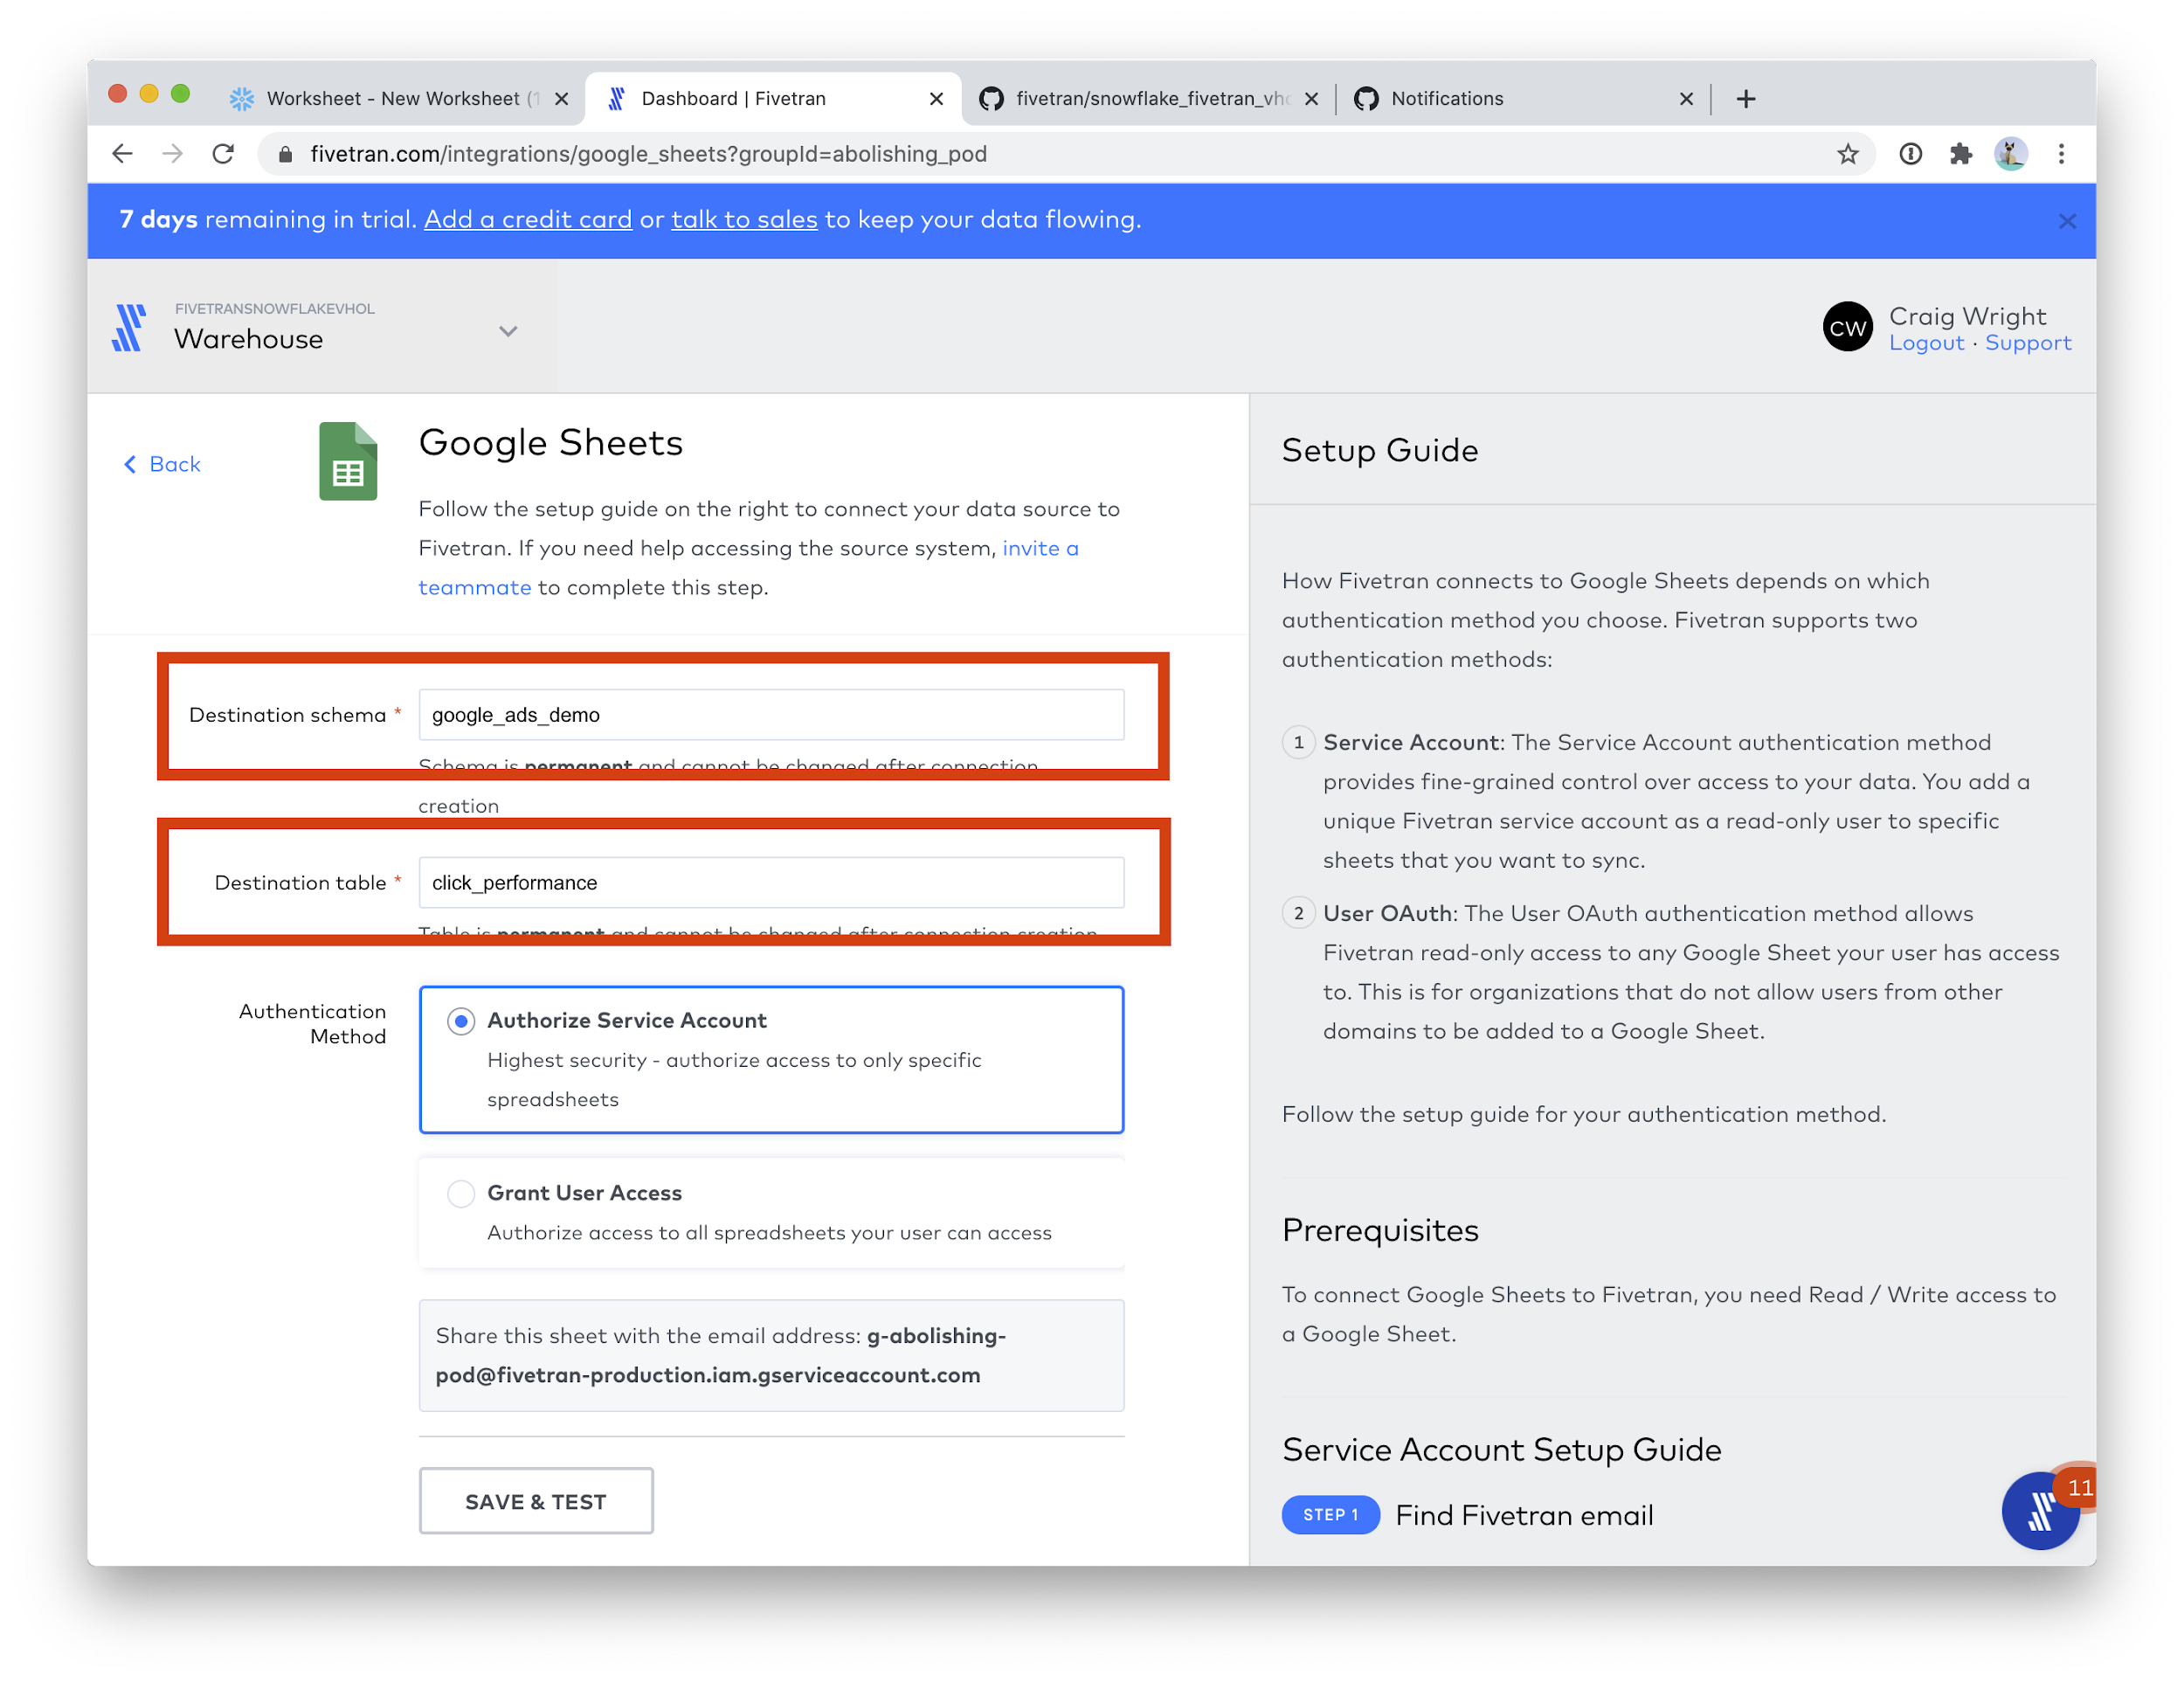 Worksheet - New Worksheet (1
Dashboard | Fivetran
fivetran/snowflake_fivetran_vho
Notifications
fivetran.com/integrations/google_sheets?groupId=abolishing_pod
7 days remaining in trial. Add a credit card or talk to sales to keep your data flowing.
FIVETRANSNOWFLAKEVHOL
Warehouse
CW
Craig Wright
Logout · Support
Back
Google Sheets
Follow the setup guide on the right to connect your data source to
Fivetran. If you need help accessing the source system, invite a
teammate to complete this step.
Destination schema *
google_ads_demo
Schema is permanent and cannot be changed after connection
creation
Destination table *
click_performance
Table is permanent and cannot be changed after connection creation
Authentication
Method
Authorize Service Account
Highest security - authorize access to only specific
spreadsheets
Grant User Access
Authorize access to all spreadsheets your user can access
Share this sheet with the email address: g-abolishing-
pod@fivetran-production.iam.gserviceaccount.com
SAVE & TEST
Setup Guide
How Fivetran connects to Google Sheets depends on which
authentication method you choose. Fivetran supports two
authentication methods:
1 Service Account: The Service Account authentication method
provides fine-grained control over access to your data. You add a
unique Fivetran service account as a read-only user to specific
sheets that you want to sync.
2 User OAuth: The User OAuth authentication method allows
Fivetran read-only access to any Google Sheet your user has access
to. This is for organizations that do not allow users from other
domains to be added to a Google Sheet.
Follow the setup guide for your authentication method.
Prerequisites
To connect Google Sheets to Fivetran, you need Read / Write access to
a Google Sheet.
Service Account Setup Guide
STEP 1 Find Fivetran email
11